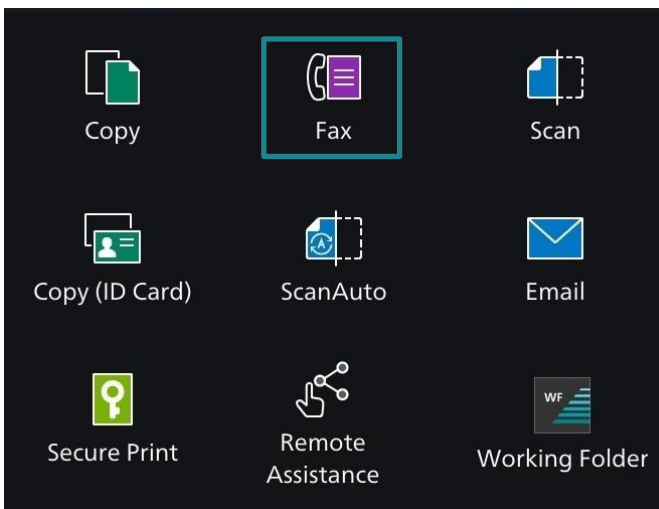 Copy
Fax
Scan
Copy (ID Card)
A
ScanAuto
Email
WF
Secure Print
Remote
Assistance
Working Folder